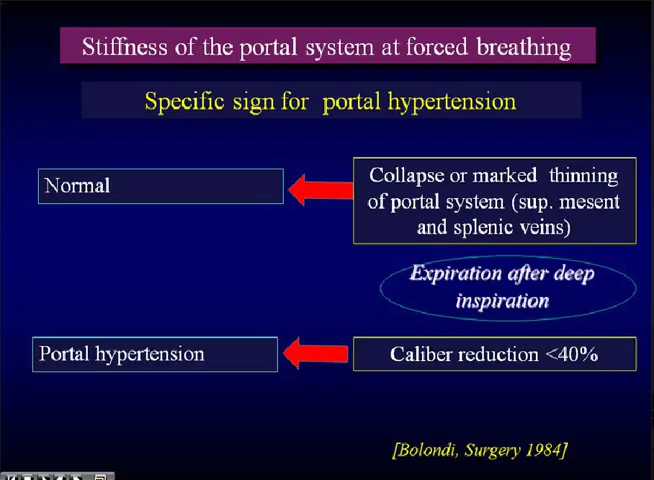 Stiffness of the portal system at forced breathing
Specific sign for portal hypertension
Normal
Collapse or marked thinning
of portal system (sup. mesent
and splenic veins)
Expiration after deep
inspiration
Portal hypertension
Caliber reduction <40%
[Bolondi, Surgery 1984]